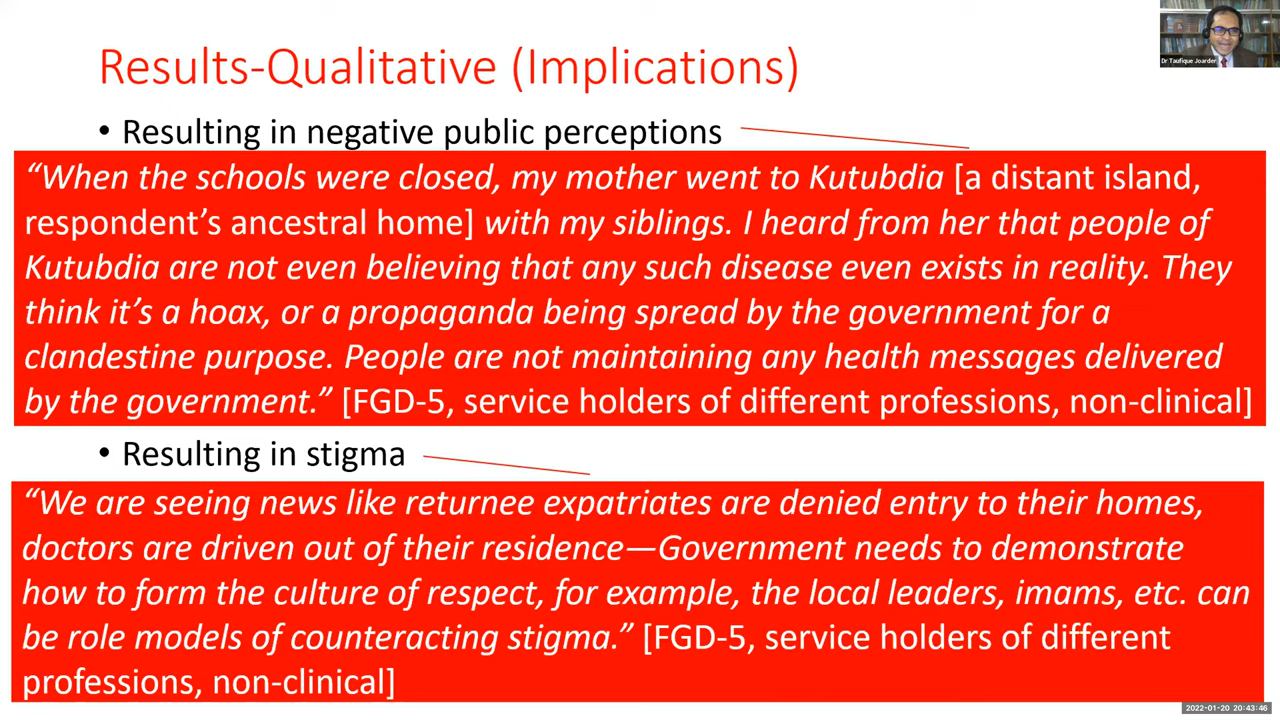 Results-Qualitative (Implications)
Dr Taufique Joarder
• Resulting in negative public perceptions
“When the schools were closed, my mother went to Kutubdia [a distant island,
respondent’s ancestral home] with my siblings. I heard from her that people of
Kutubdia are not even believing that any such disease even exists in reality. They
think it’s a hoax, or a propaganda being spread by the government for a
clandestine purpose. People are not maintaining any health messages delivered
by the government.” [FGD-5, service holders of different professions, non-clinical]
• Resulting in stigma
“We are seeing news like returnee expatriates are denied entry to their homes,
doctors are driven out of their residence—Government needs to demonstrate
how to form the culture of respect, for example, the local leaders, imams, etc. can
be role models of counteracting stigma.” [FGD-5, service holders of different
professions, non-clinical]
2022-01-20 20:43:46